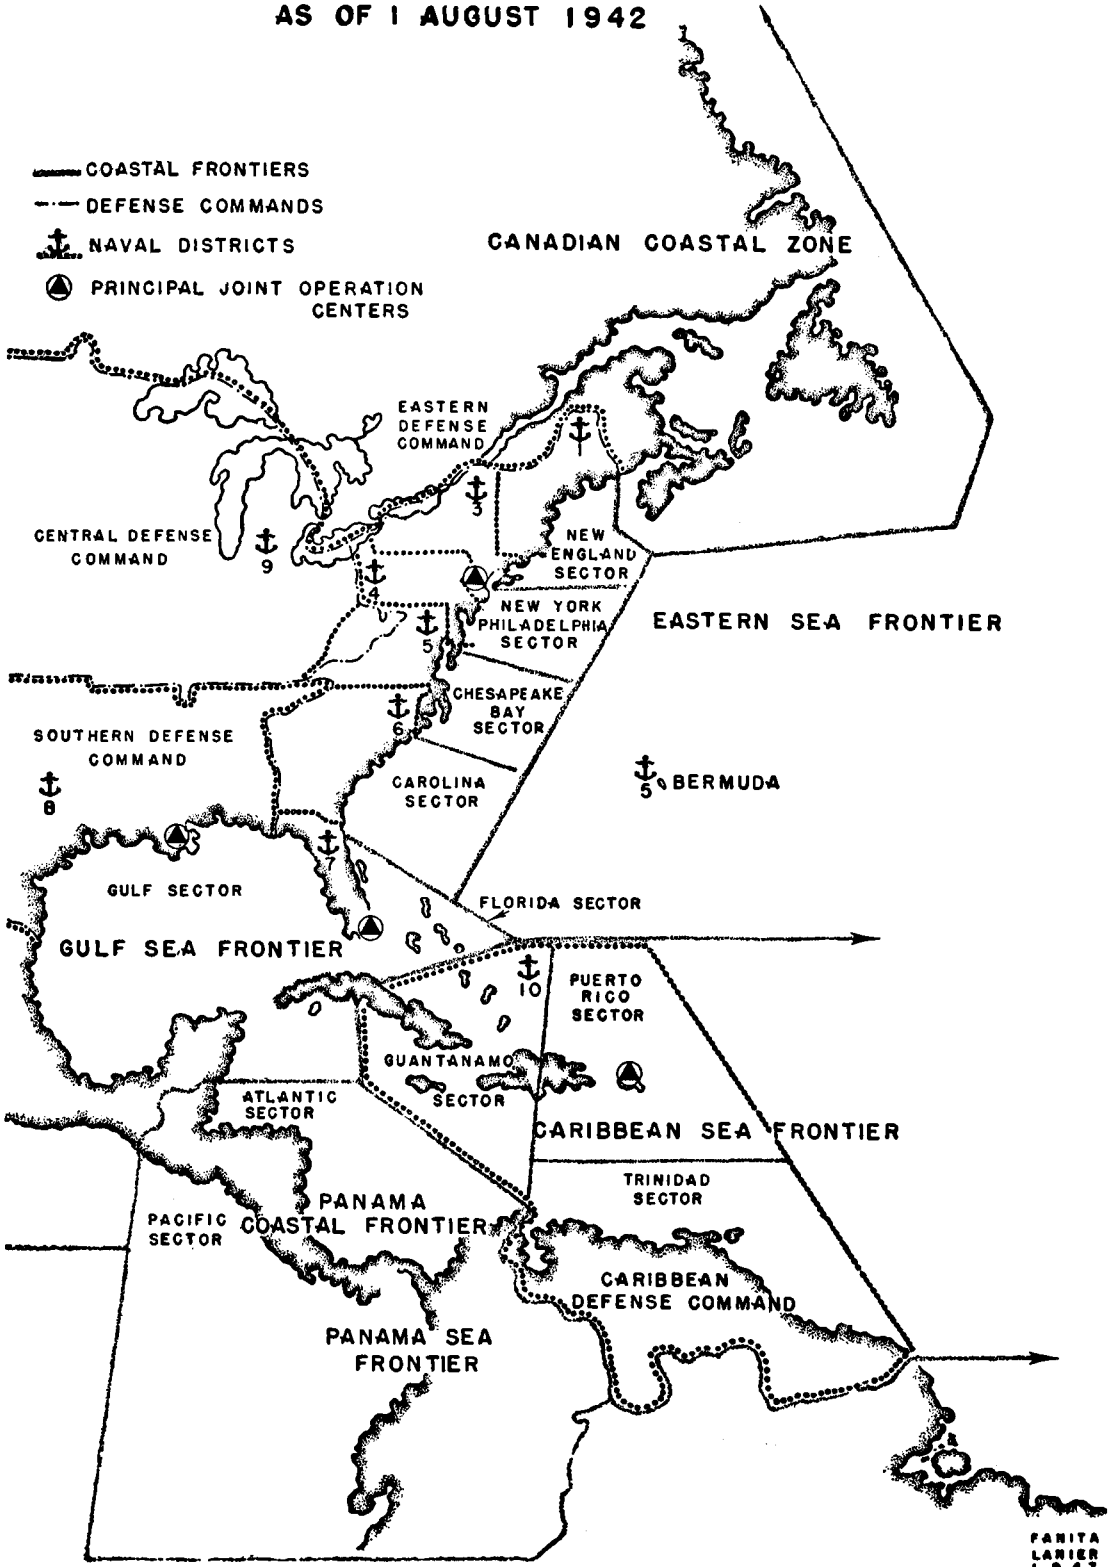 AS OF 1 AUGUST 1942
COASTAL FRONTIERS
DEFENSE COMMANDS
NAVAL DISTRICTS
PRINCIPAL JOINT OPERATION
CENTERS
CANADIAN COASTAL ZONE
EASTERN
DEFENSE
COMMAND
1
3
CENTRAL DEFENSE
COMMAND
9
NEW
ENGLAND
SECTOR
4
NEW YORK
PHILADELPHIA
SECTOR
5
EASTERN SEA FRONTIER
CHESAPEAKE
BAY
SECTOR
6
SOUTHERN DEFENSE
COMMAND
8
CAROLINA
SECTOR
5 BERMUDA
7
GULF SECTOR
FLORIDA SECTOR
GULF SEA FRONTIER
10
PUERTO
RICO
SECTOR
GUANTANAMO
SECTOR
ATLANTIC
SECTOR
CARIBBEAN SEA FRONTIER
TRINIDAD
SECTOR
PANAMA
COASTAL FRONTIER
PACIFIC
SECTOR
CARIBBEAN
DEFENSE COMMAND
PANAMA SEA
FRONTIER
FANITA
LANIER